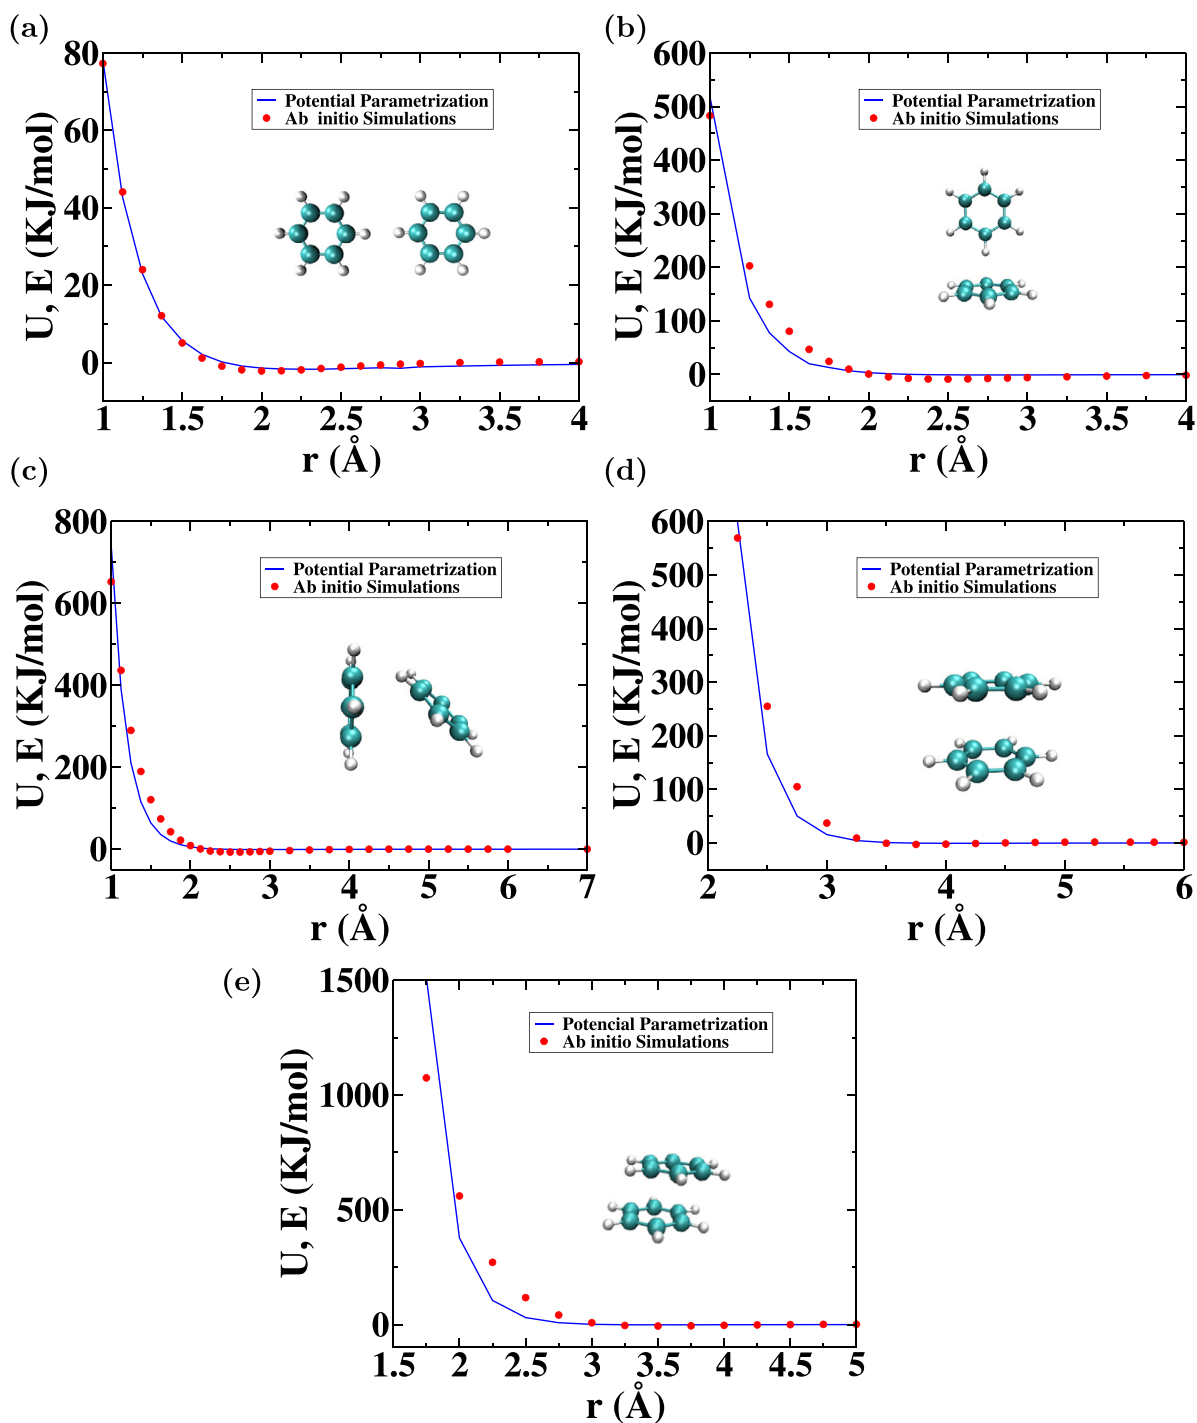 (a)
80
60
40
20
0
U, E (KJ/mol)
Potential Parametrization
Ab initio Simulations
1 1.5 2 2.5 3 3.5 4
r (Å)
(b)
600
500
400
300
200
100
0
U, E (KJ/mol)
Potential Parametrization
Ab initio Simulations
1 1.5 2 2.5 3 3.5 4
r (Å)
(c)
800
600
400
200
0
U, E (KJ/mol)
Potential Parametrization
Ab initio Simulations
1 2 3 4 5 6 7
r (Å)
(d)
600
500
400
300
200
100
0
U, E (KJ/mol)
Potential Parametrization
Ab initio Simulations
2 3 4 5 6
r (Å)
(e)
1500
1000
500
0
U, E (KJ/mol)
Potencial Parametrization
Ab initio Simulations
1.5 2 2.5 3 3.5 4 4.5 5
r (Å)